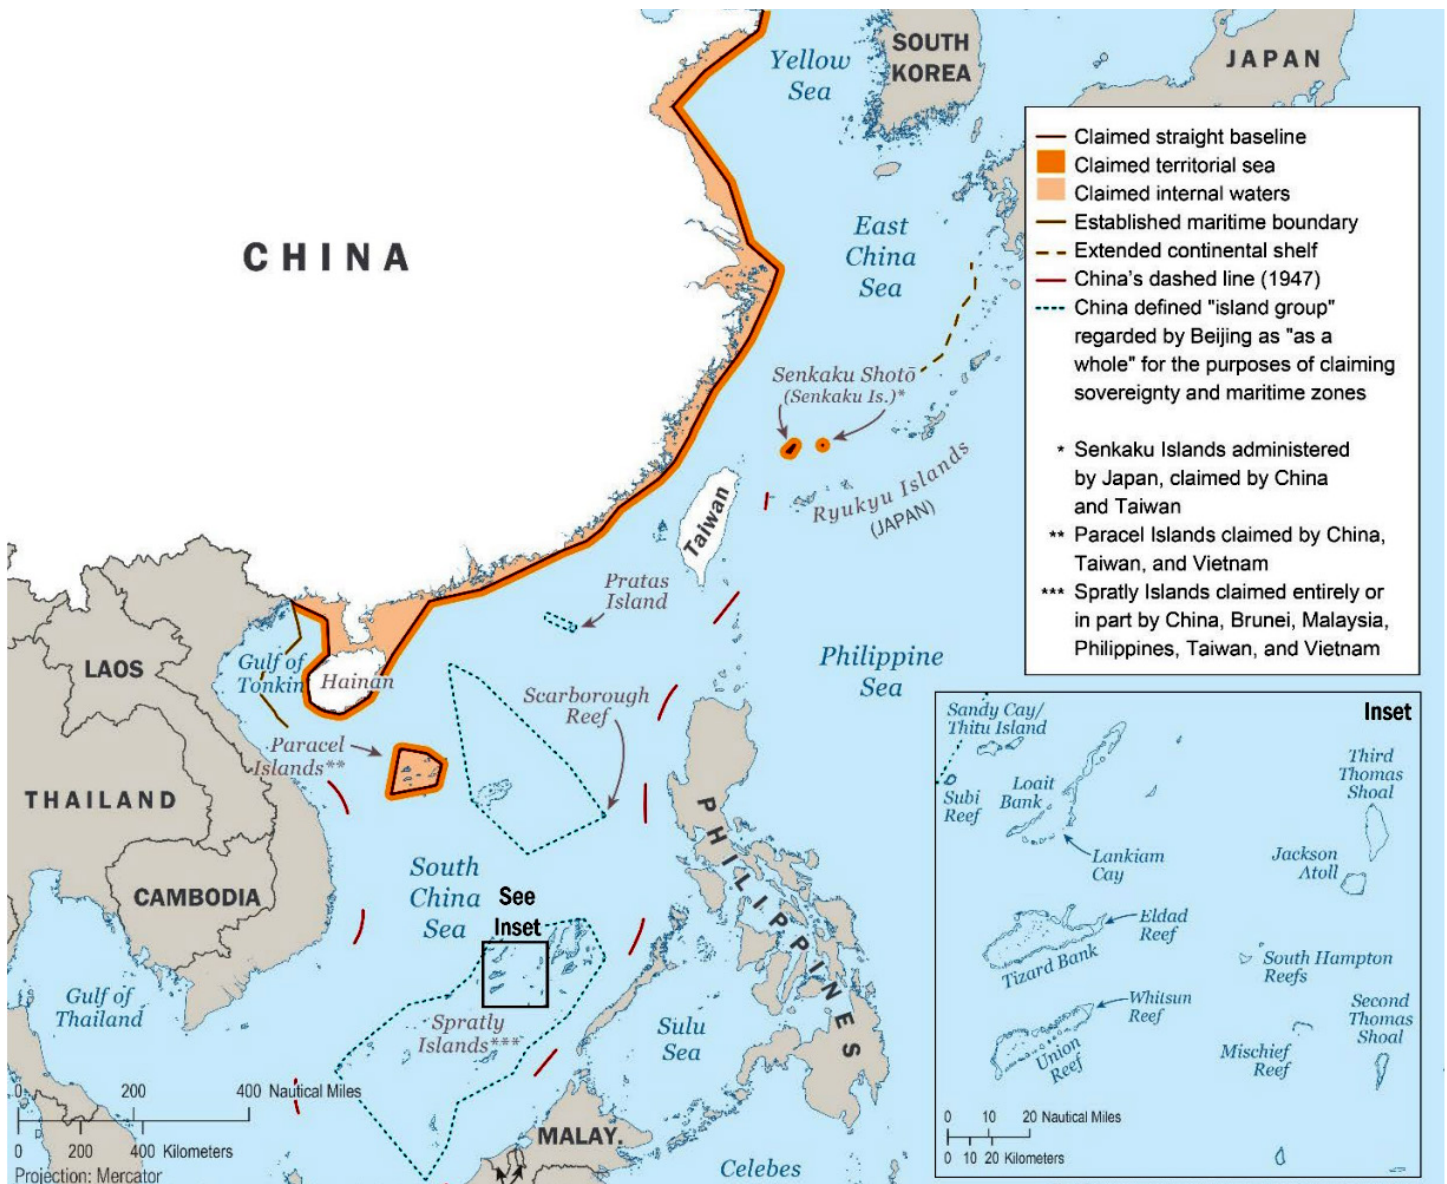 Yellow
Sea
SOUTH
KOREA
JAPAN
CHINA
East
China
Sea
Claimed straight baseline
Claimed territorial sea
Claimed internal waters
Established maritime boundary
Extended continental shelf
China's dashed line (1947)
China defined "island group"
regarded by Beijing as "as a
whole" for the purposes of claiming
sovereignty and maritime zones
* Senkaku Islands administered
by Japan, claimed by China
and Taiwan
** Paracel Islands claimed by China,
Taiwan, and Vietnam
*** Spratly Islands claimed entirely or
in part by China, Brunei, Malaysia,
Philippines, Taiwan, and Vietnam
Senkaku Shotō
(Senkaku Is.)*
Ryukyu Islands
(JAPAN)
Taiwan
Pratas
Island
Philippine
Sea
LAOS
Gulf of
Tonkin
Hainan
Scarborough
Reef
Paracel
Islands**
THAILAND
CAMBODIA
South
China
Sea
See
Inset
PHILIPPINES
Gulf of
Thailand
Spratly
Islands***
Sulu
Sea
MALAY.
Celebes
0 200 400 Nautical Miles
0 200 400 Kilometers
Projection: Mercator
Inset
Sandy Cay/
Thitu Island
Third
Thomas
Shoal
Loait
Bank
Subi
Reef
Lankiam
Cay
Jackson
Atoll
Eldad
Reef
Tizard Bank
South Hampton
Reefs
Whitsun
Reef
Second
Thomas
Shoal
Union
Reef
Mischief
Reef
0 10 20 Nautical Miles
0 10 20 Kilometers